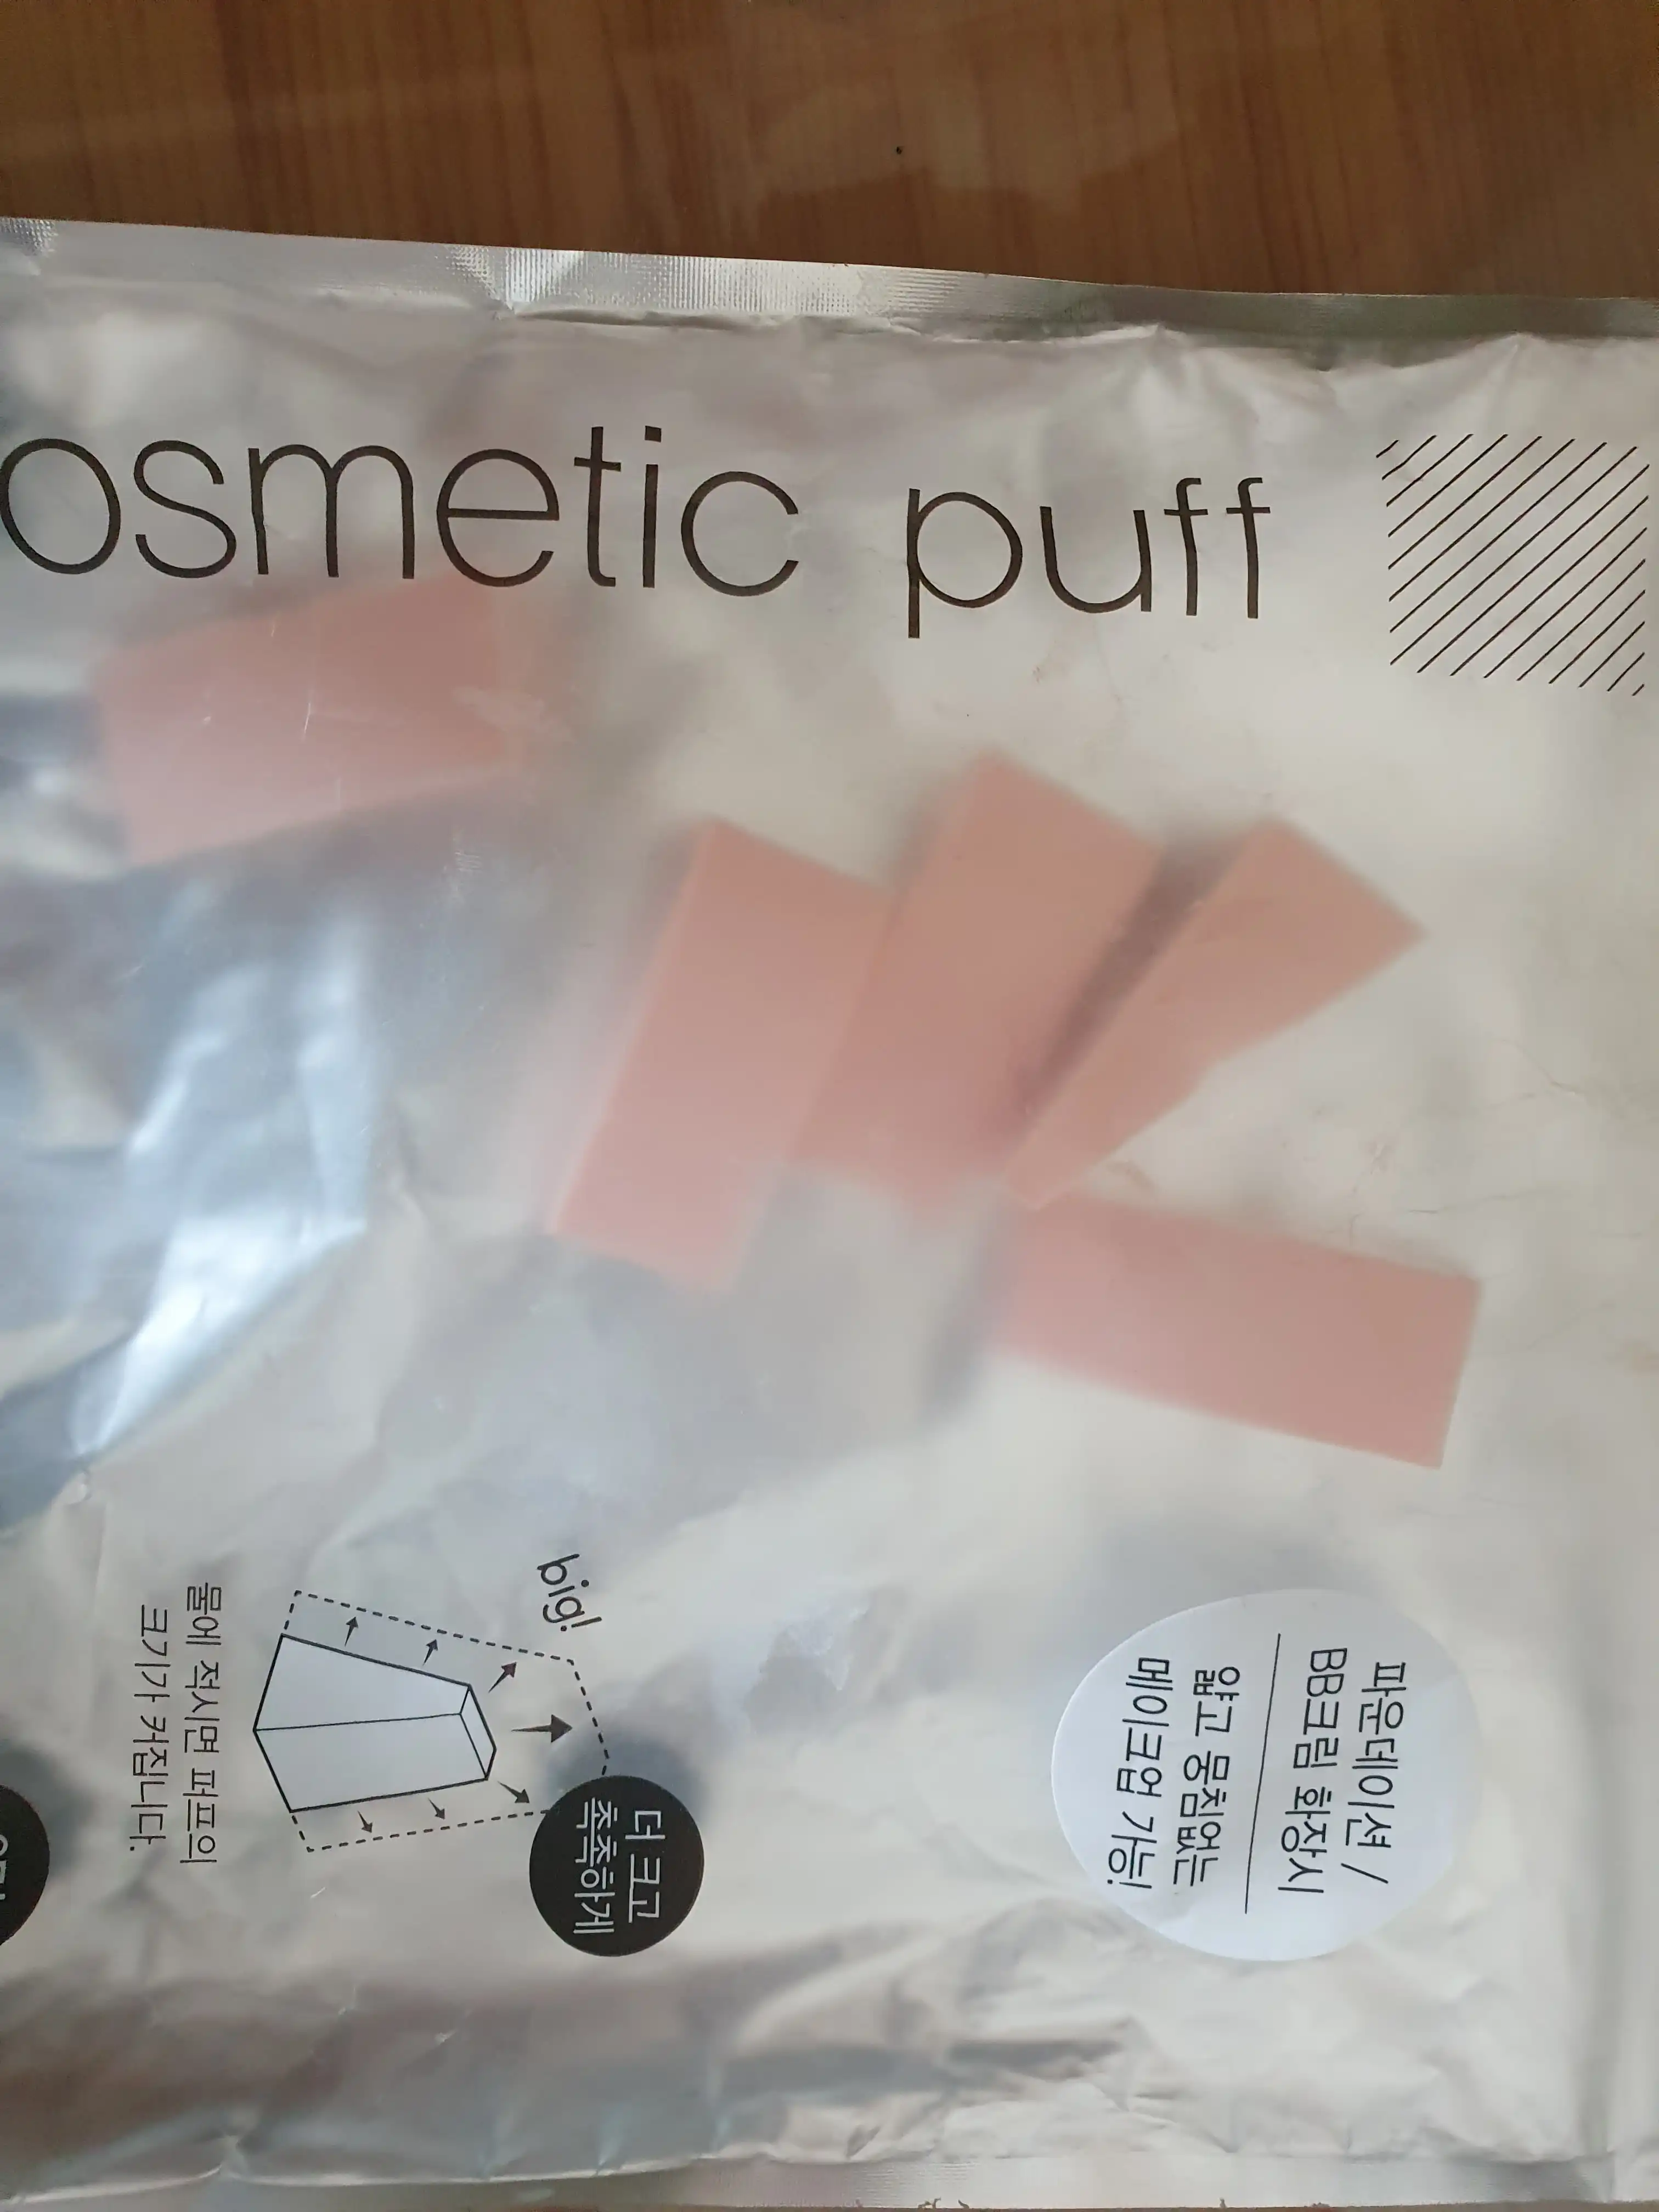 osmetic puff
파운데이션 /
BB크림 화장시
얇고 뭉침없는
메이크업 가능!
big!
더 크고
촉촉하게
물에 적시면 퍼프의
크기가 커집니다.